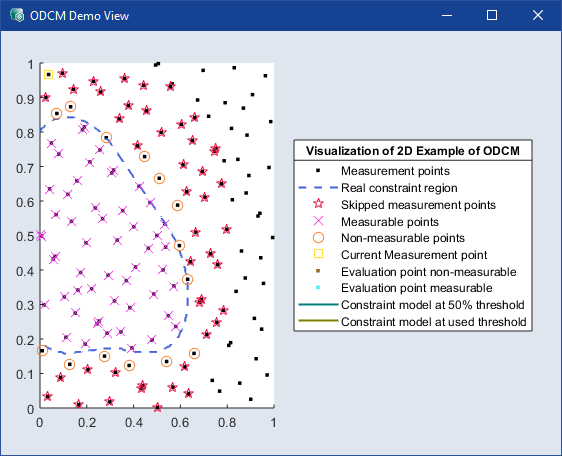 ODCM Demo View
1
0.9
0.8
0.7
0.6
0.5
0.4
0.3
0.2
0.1
0
0 0.2 0.4 0.6 0.8 1
Visualization of 2D Example of ODCM
Measurement points
Real constraint region
Skipped measurement points
Measurable points
Non-measurable points
Current Measurement point
Evaluation point non-measurable
Evaluation point measurable
Constraint model at 50% threshold
Constraint model at used threshold